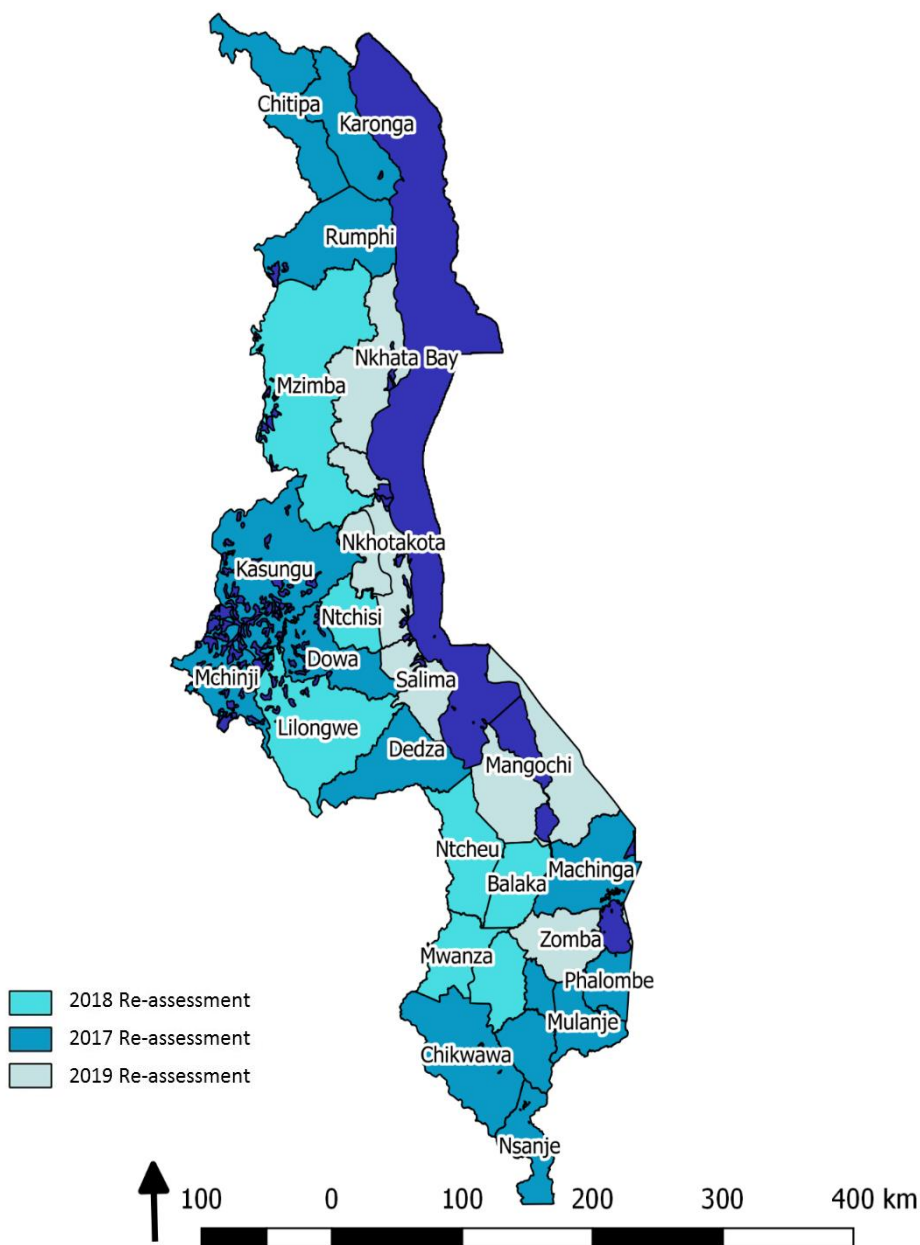 Chitipa
Karonga
Rumphi
Nkhata Bay
Mzimba
Nkhotakota
Kasungu
Ntchisi
Dowa
Mchinji
Salima
Lilongwe
Dedza
Mangochi
Ntcheu
Machinga
Balaka
Zomba
Mwanza
Phalombe
Mulanje
Chikwawa
Nsanje
2018 Re-assessment
2017 Re-assessment
2019 Re-assessment
100 0 100 200 300 400 km